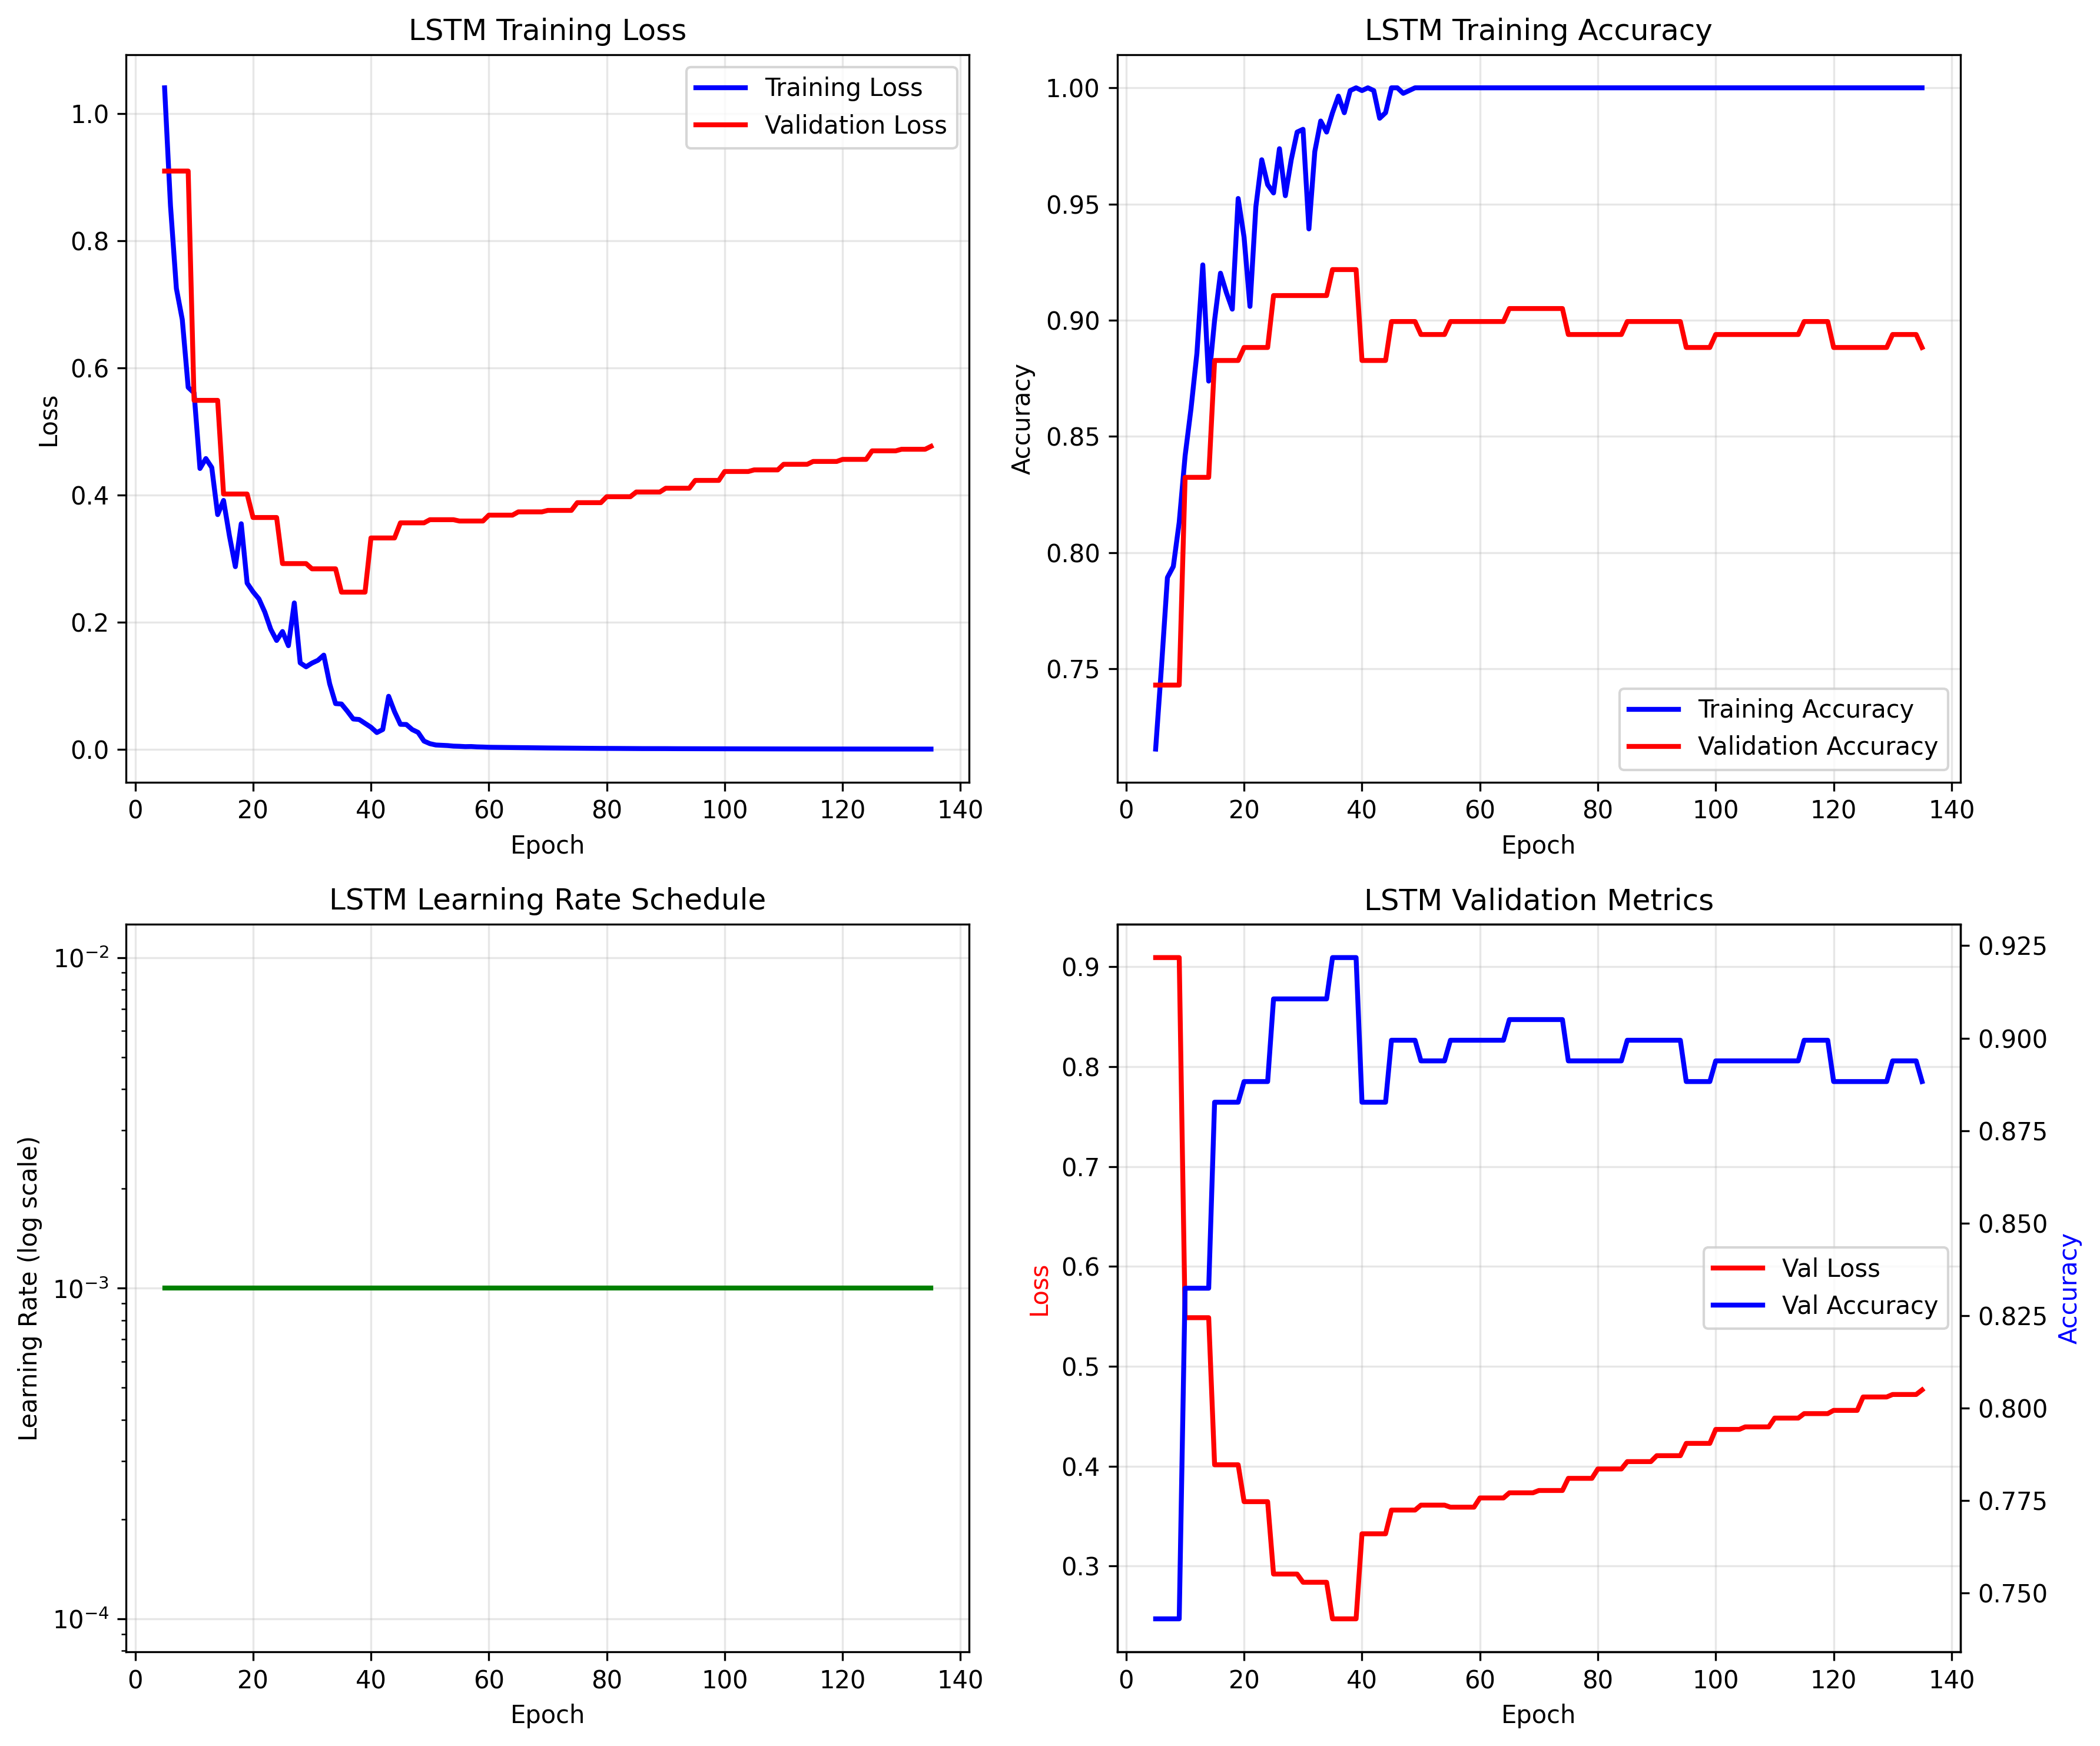 LSTM Training Loss
1.0
0.8
0.6
0.4
0.2
0.0
Loss
Training Loss
Validation Loss
0 20 40 60 80 100 120 140
Epoch
LSTM Training Accuracy
1.00
0.95
0.90
0.85
0.80
0.75
Accuracy
Training Accuracy
Validation Accuracy
0 20 40 60 80 100 120 140
Epoch
LSTM Learning Rate Schedule
10⁻²
10⁻³
10⁻⁴
Learning Rate (log scale)
0 20 40 60 80 100 120 140
Epoch
LSTM Validation Metrics
0.9
0.8
0.7
0.6
0.5
0.4
0.3
Loss
Val Loss
Val Accuracy
0.925
0.900
0.875
0.850
0.825
0.800
0.775
0.750
Accuracy
0 20 40 60 80 100 120 140
Epoch